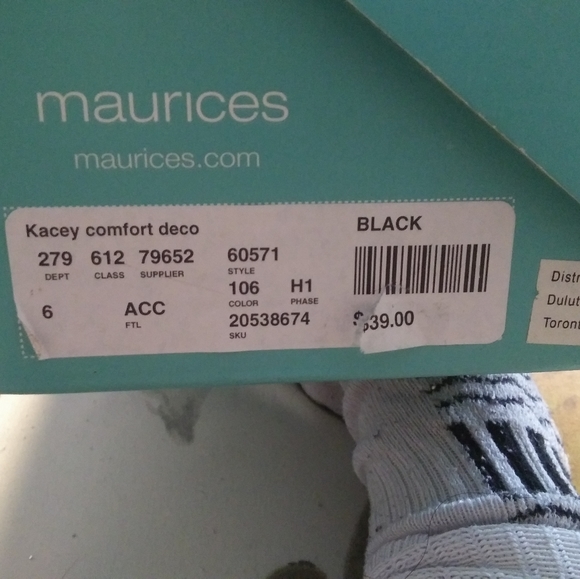 maurices
maurices.com
Kacey comfort deco
BLACK
279 612 79652 60571
DEPT CLASS SUPPLIER STYLE
106 H1
COLOR PHASE
6 ACC
FTL
20538674
SKU
$39.00
Distr
Dulut
Toront